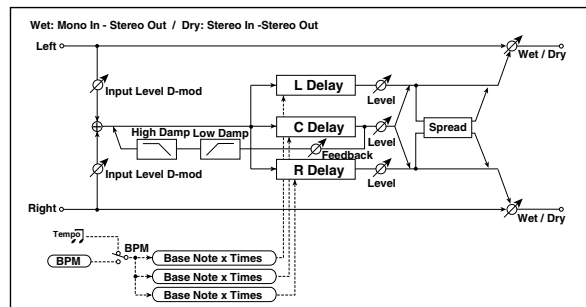 Wet: Mono In - Stereo Out / Dry: Stereo In -Stereo Out
Left
Wet / Dry
Input Level D-mod
L Delay
Level
High Damp
Low Damp
C Delay
Level
Spread
Feedback
Input Level D-mod
R Delay
Level
Right
Wet / Dry
Tempo
BPM
BPM
Base Note x Times
Base Note x Times
Base Note x Times